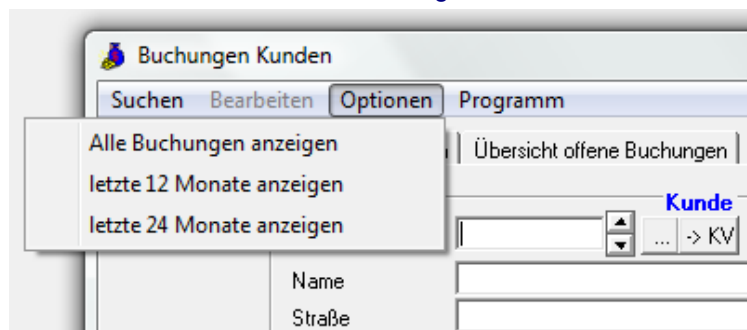 Buchungen Kunden
Suchen Bearbeiten Optionen Programm
Alle Buchungen anzeigen
Übersicht offene Buchungen
letzte 12 Monate anzeigen
Kunde
... -> KV
letzte 24 Monate anzeigen
Name
Straße